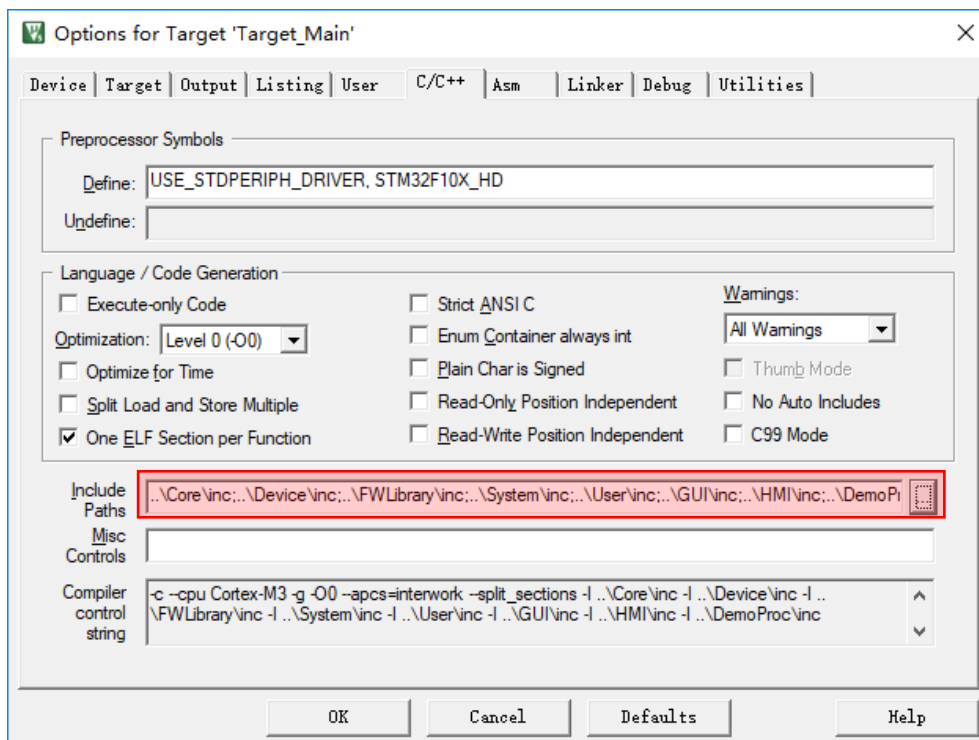 Options for Target 'Target_Main'
Device Target Output Listing User C/C++ Asm Linker Debug Utilities
Preprocessor Symbols
Define: USE_STDPERIPH_DRIVER, STM32F10X_HD
Undefine:
Language / Code Generation
Execute-only Code
Optimization: Level 0 (-O0)
Optimize for Time
Split Load and Store Multiple
One ELF Section per Function
Strict ANSI C
Enum Container always int
Plain Char is Signed
Read-Only Position Independent
Read-Write Position Independent
Warnings:
All Warnings
Thumb Mode
No Auto Includes
C99 Mode
Include
Paths
..\Core\inc;..\Device\inc;..\FWLibrary\inc;..\System\inc;..\User\inc;..\GUI\inc;..\HMI\inc;..\DemoPr ...
Misc
Controls
Compiler
control
string
-c --cpu Cortex-M3 -g -O0 --apcs=interwork --split_sections -I ..\Core\inc -I ..\Device\inc -I ..
\FWLibrary\inc -I ..\System\inc -I ..\User\inc -I ..\GUI\inc -I ..\HMI\inc -I ..\DemoProc\inc
OK Cancel Defaults Help